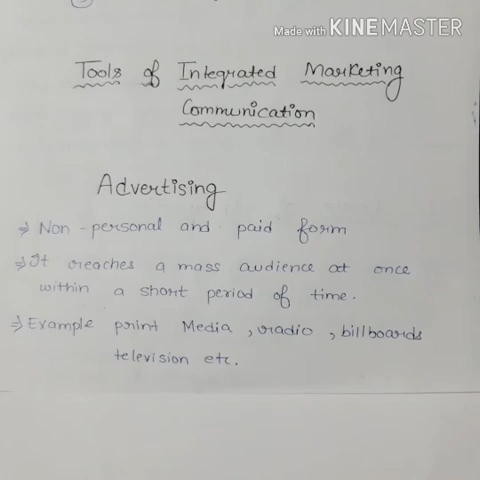 Made with KINEMASTER
Tools of Integrated Marketing
Communication
Advertising
⇒ Non-personal and paid form
⇒ It reaches a mass audience at once
within a short period of time.
⇒ Example print Media, radio, billboards
television etc.